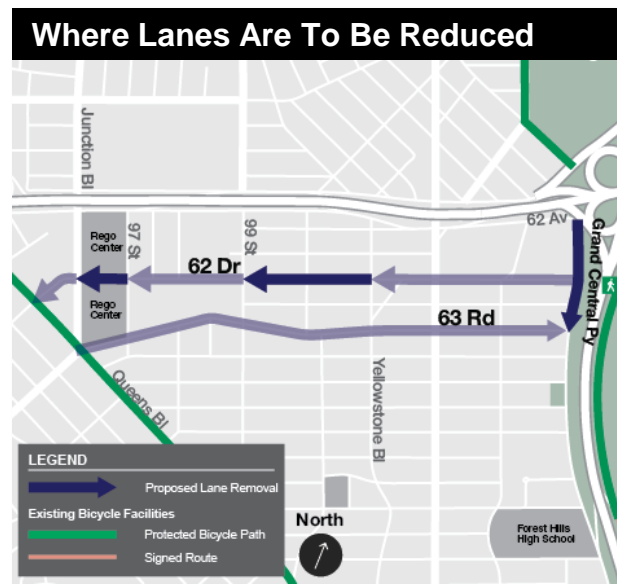 Where Lanes Are To Be Reduced
Junction Bl
62 Av
Grand Central Py
Rego
Center
97 St
99 St
62 Dr
Rego
Center
63 Rd
Queens Bl
Yellowstone Bl
LEGEND
Proposed Lane Removal
Existing Bicycle Facilities
Protected Bicycle Path
Signed Route
North
Forest Hills
High School